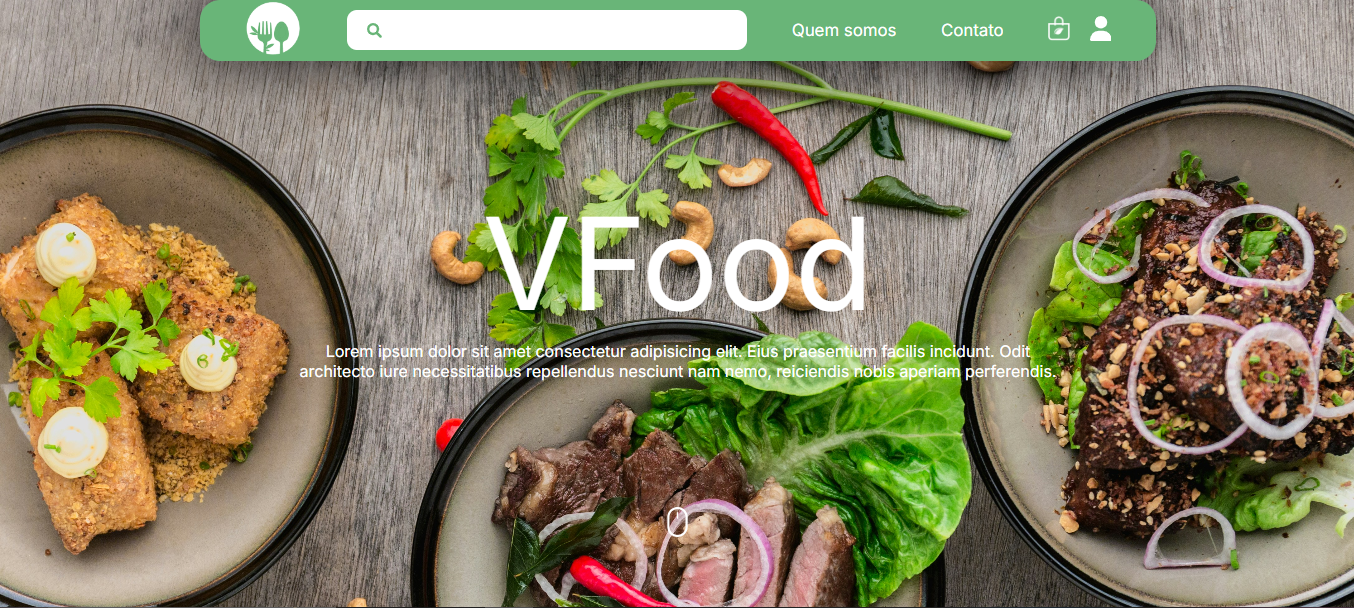 Quem somos
Contato
VFood
Lorem ipsum dolor sit amet consectetur adipisicing elit. Eius praesentium facilis incidunt. Odit
architecto iure necessitatibus repellendus nesciunt nam nemo, reiciendis nobis aperiam perferendis.